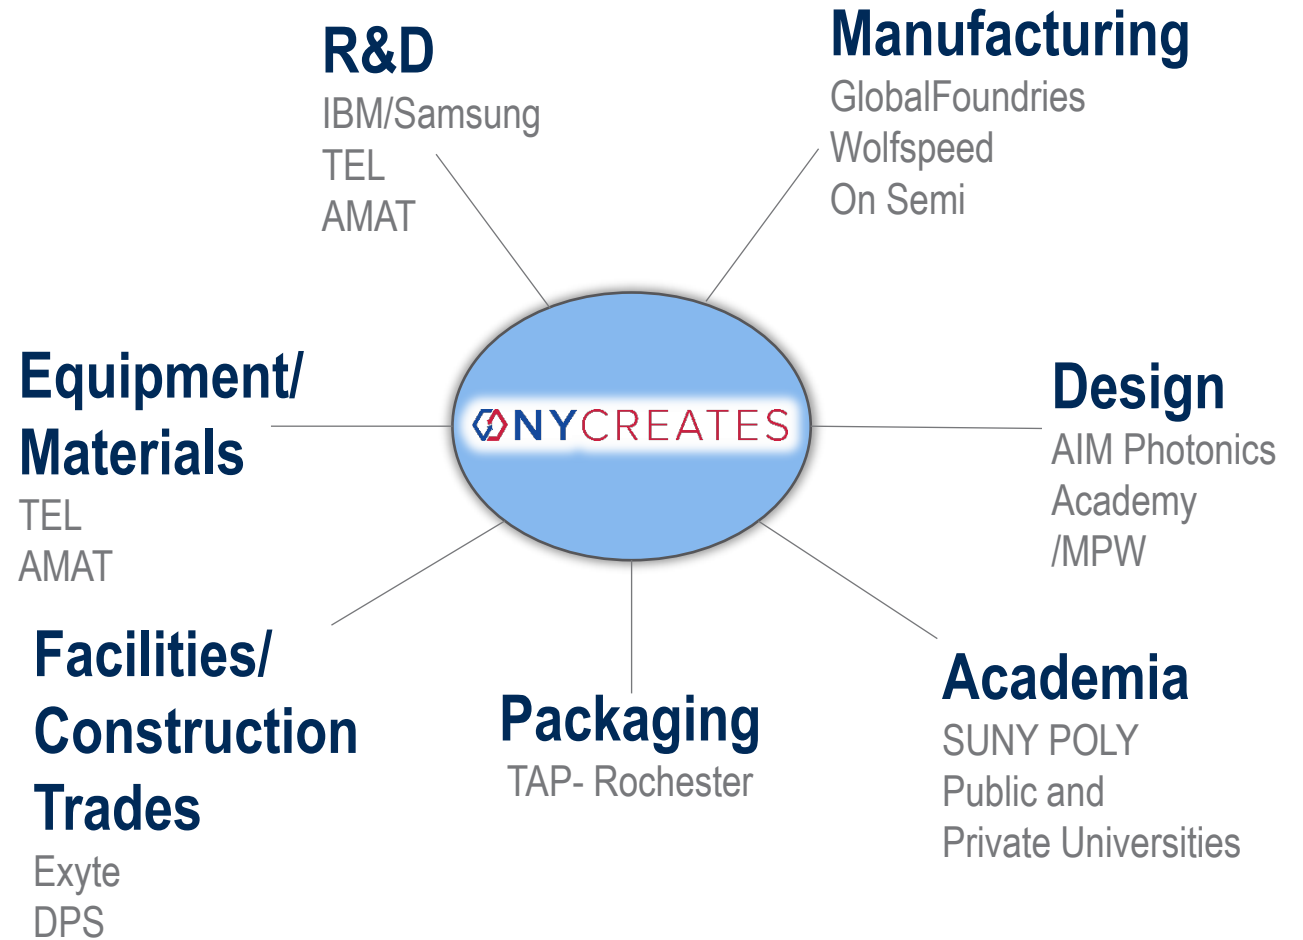 R&D
IBM/Samsung
TEL
AMAT
Manufacturing
GlobalFoundries
Wolfspeed
On Semi
Equipment/
Materials
TEL
AMAT
NYCREATES
Design
AIM Photonics
Academy
/MPW
Facilities/
Construction
Trades
Exyte
DPS
Packaging
TAP- Rochester
Academia
SUNY POLY
Public and
Private Universities